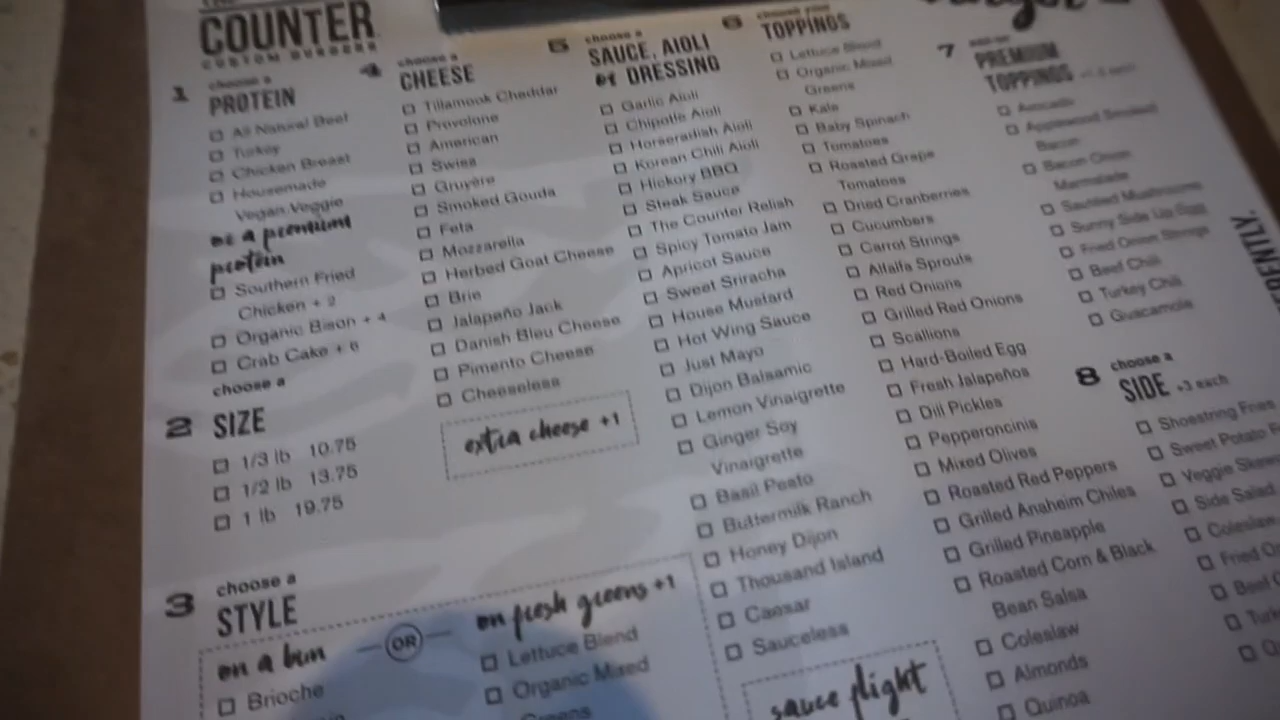 COUNTER
CUSTOM BURGERS
1 choose a
PROTEIN
All Natural Beef
Turkey
Chicken Breast
Housemade
Vegan Veggie
or a premium
protein
Southern Fried
Chicken + 2
Organic Bison + 4
Crab Cake + 6
choose a
2 SIZE
1/3 lb 10.75
1/2 lb 13.75
1 lb 19.75
3 choose a
STYLE
on a bun
OR
on fresh greens +1
Brioche
Lettuce Blend
Organic Mixed
Greens
4 choose a
CHEESE
Tillamook Cheddar
Provolone
American
Swiss
Gruyère
Smoked Gouda
Feta
Mozzarella
Herbed Goat Cheese
Brie
Jalapeño Jack
Danish Bleu Cheese
Pimento Cheese
Cheeseless
extra cheese +1
5 choose a
SAUCE, AIOLI
or DRESSING
Garlic Aioli
Chipotle Aioli
Horseradish Aioli
Korean Chili Aioli
Hickory BBQ
Steak Sauce
The Counter Relish
Spicy Tomato Jam
Apricot Sauce
Sweet Sriracha
House Mustard
Hot Wing Sauce
Just Mayo
Dijon Balsamic
Lemon Vinaigrette
Ginger Soy
Vinaigrette
Basil Pesto
Buttermilk Ranch
Honey Dijon
Thousand Island
Caesar
Sauceless
sauce flight
6 choose your
TOPPINGS
Lettuce Blend
Organic Mixed
Greens
Kale
Baby Spinach
Tomatoes
Roasted Grape
Tomatoes
Dried Cranberries
Cucumbers
Carrot Strings
Alfalfa Sprouts
Red Onions
Grilled Red Onions
Scallions
Hard-Boiled Egg
Fresh Jalapeños
Dill Pickles
Pepperoncinis
Mixed Olives
Roasted Red Peppers
Grilled Anaheim Chiles
Grilled Pineapple
Roasted Corn & Black
Bean Salsa
Coleslaw
Almonds
Quinoa
7
PREMIUM
TOPPINGS
Avocado
Applewood Smoked
Bacon
Bacon Onion
Marmalade
Sautéed Mushrooms
Sunny Side Up Egg
Fried Onion Strings
Beef Chili
Turkey Chili
Guacamole
8 choose a
SIDE +3 each
Shoestring Fries
Sweet Potato F
Veggie Skew
Side Salad
Coleslaw
Fried On
Beef C
Turk